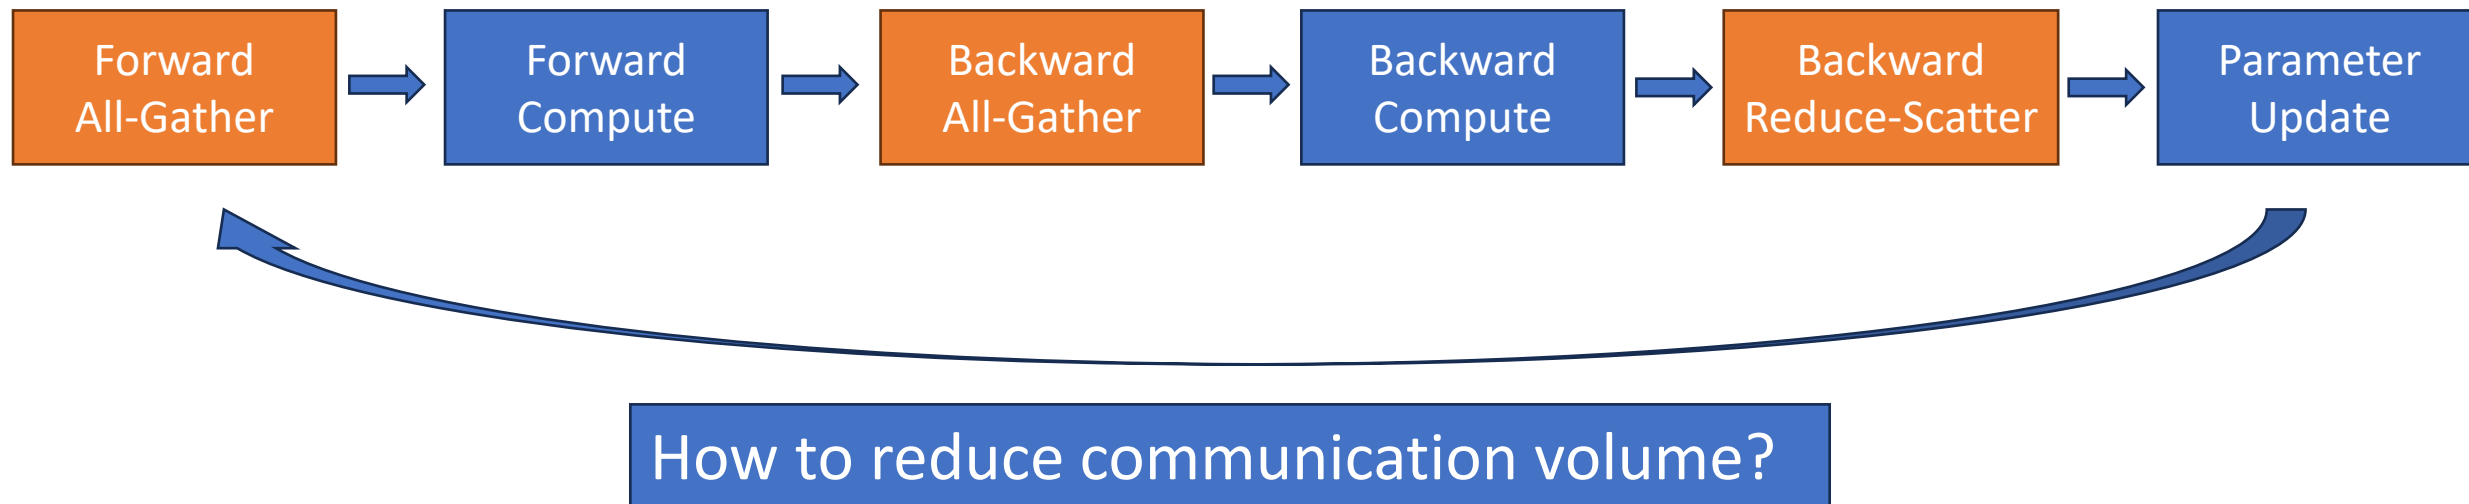 Forward
All-Gather
Forward
Compute
Backward
All-Gather
Backward
Compute
Backward
Reduce-Scatter
Parameter
Update
How to reduce communication volume?